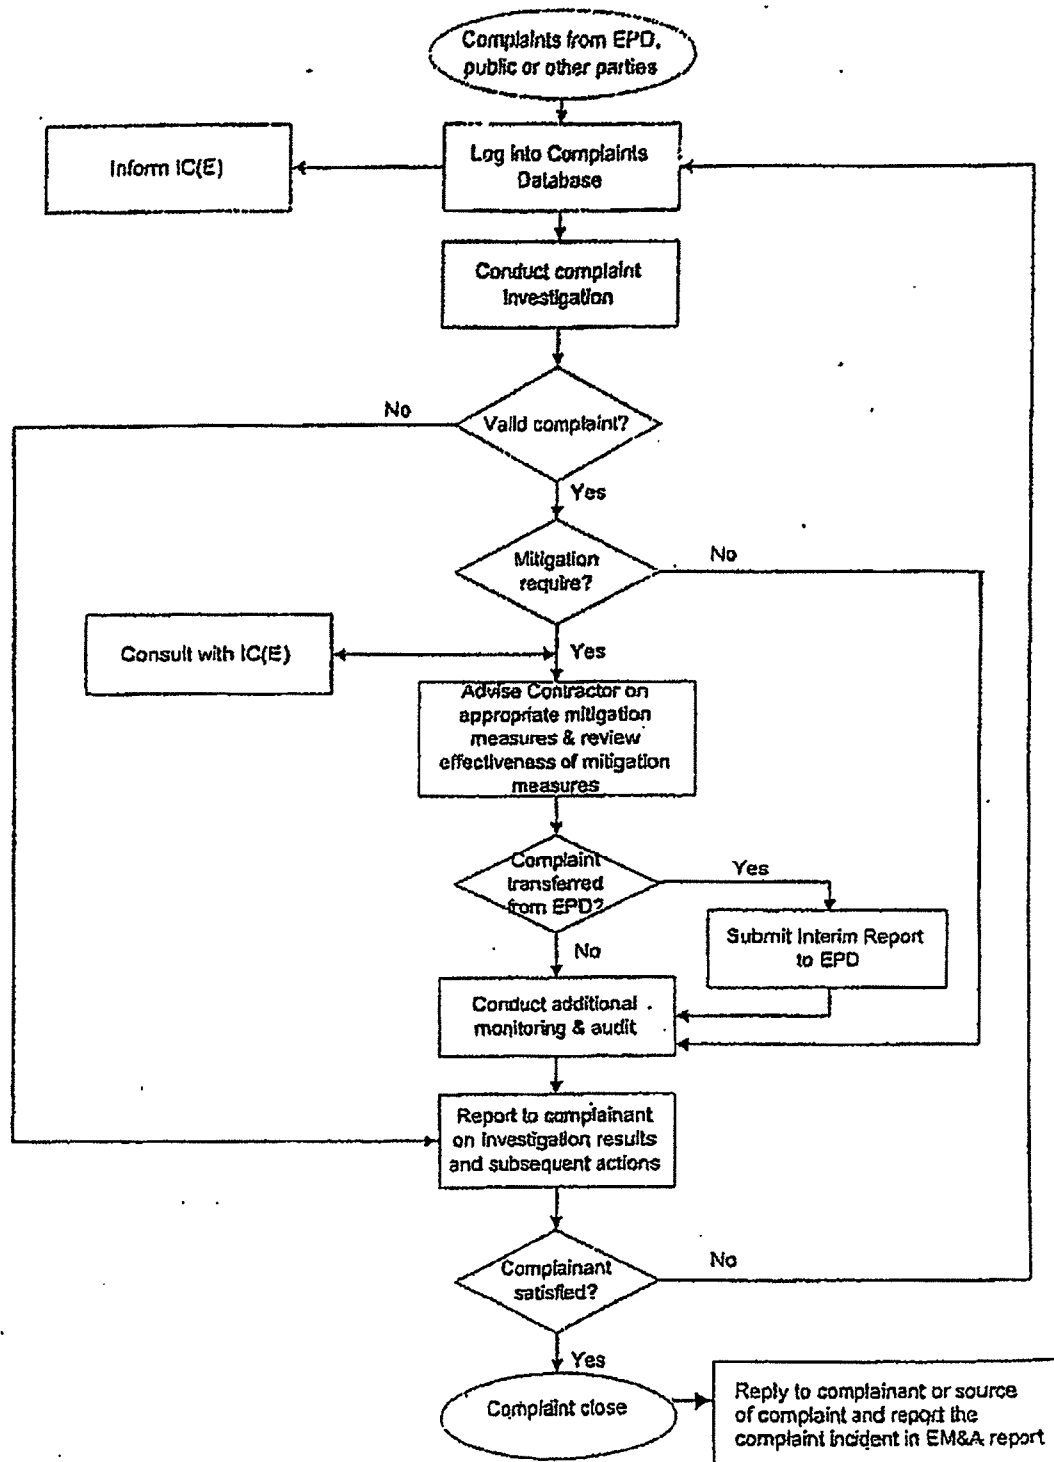 Complaints from EPD,
public or other parties
Inform IC(E)
Log into Complaints
Database
Conduct complaint
Investigation
No
Valid complaint?
Yes
Mitigation
require?
No
Consult with IC(E)
Yes
Advise Contractor on
appropriate mitigation
measures & review
effectiveness of mitigation
measures
Complaint
transferred
from EPD?
Yes
Submit Interim Report
to EPD
No
Conduct additional
monitoring & audit
Report to complainant
on investigation results
and subsequent actions
Complainant
satisfied?
No
Yes
Complaint close
Reply to complainant or source
of complaint and report the
complaint incident in EM&A report